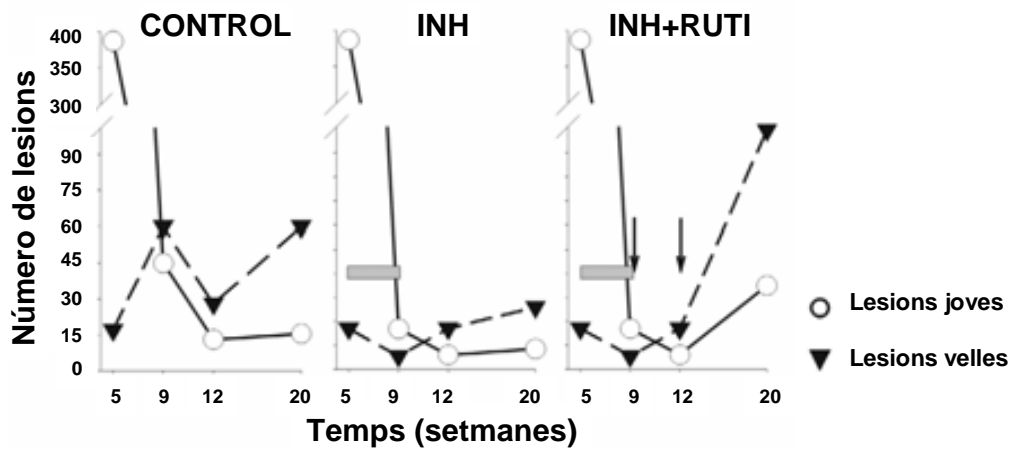 CONTROL INH INH+RUTI
Número de lesions
400
350
300
90
75
60
45
30
15
0
5 9 12 20 5 9 12 20 5 9 12 20
Temps (setmanes)
Lesions joves
Lesions velles